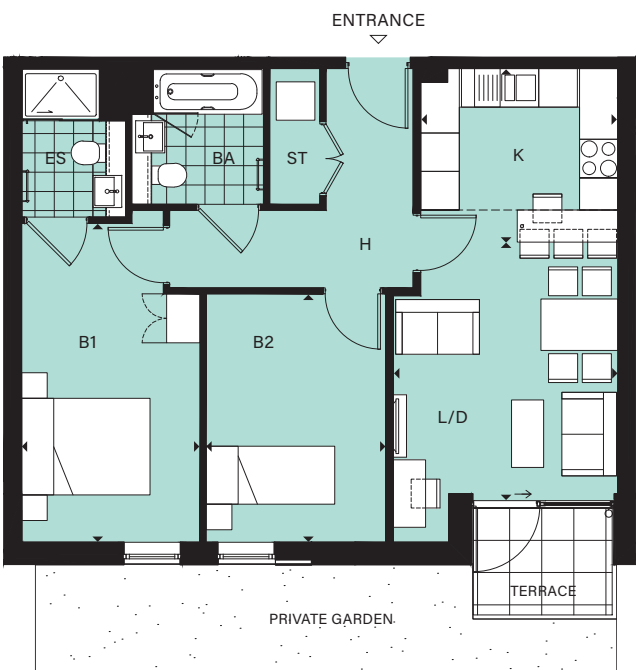 ENTRANCE
ES
BA
ST
K
H
B1
B2
L/D
TERRACE
PRIVATE GARDEN